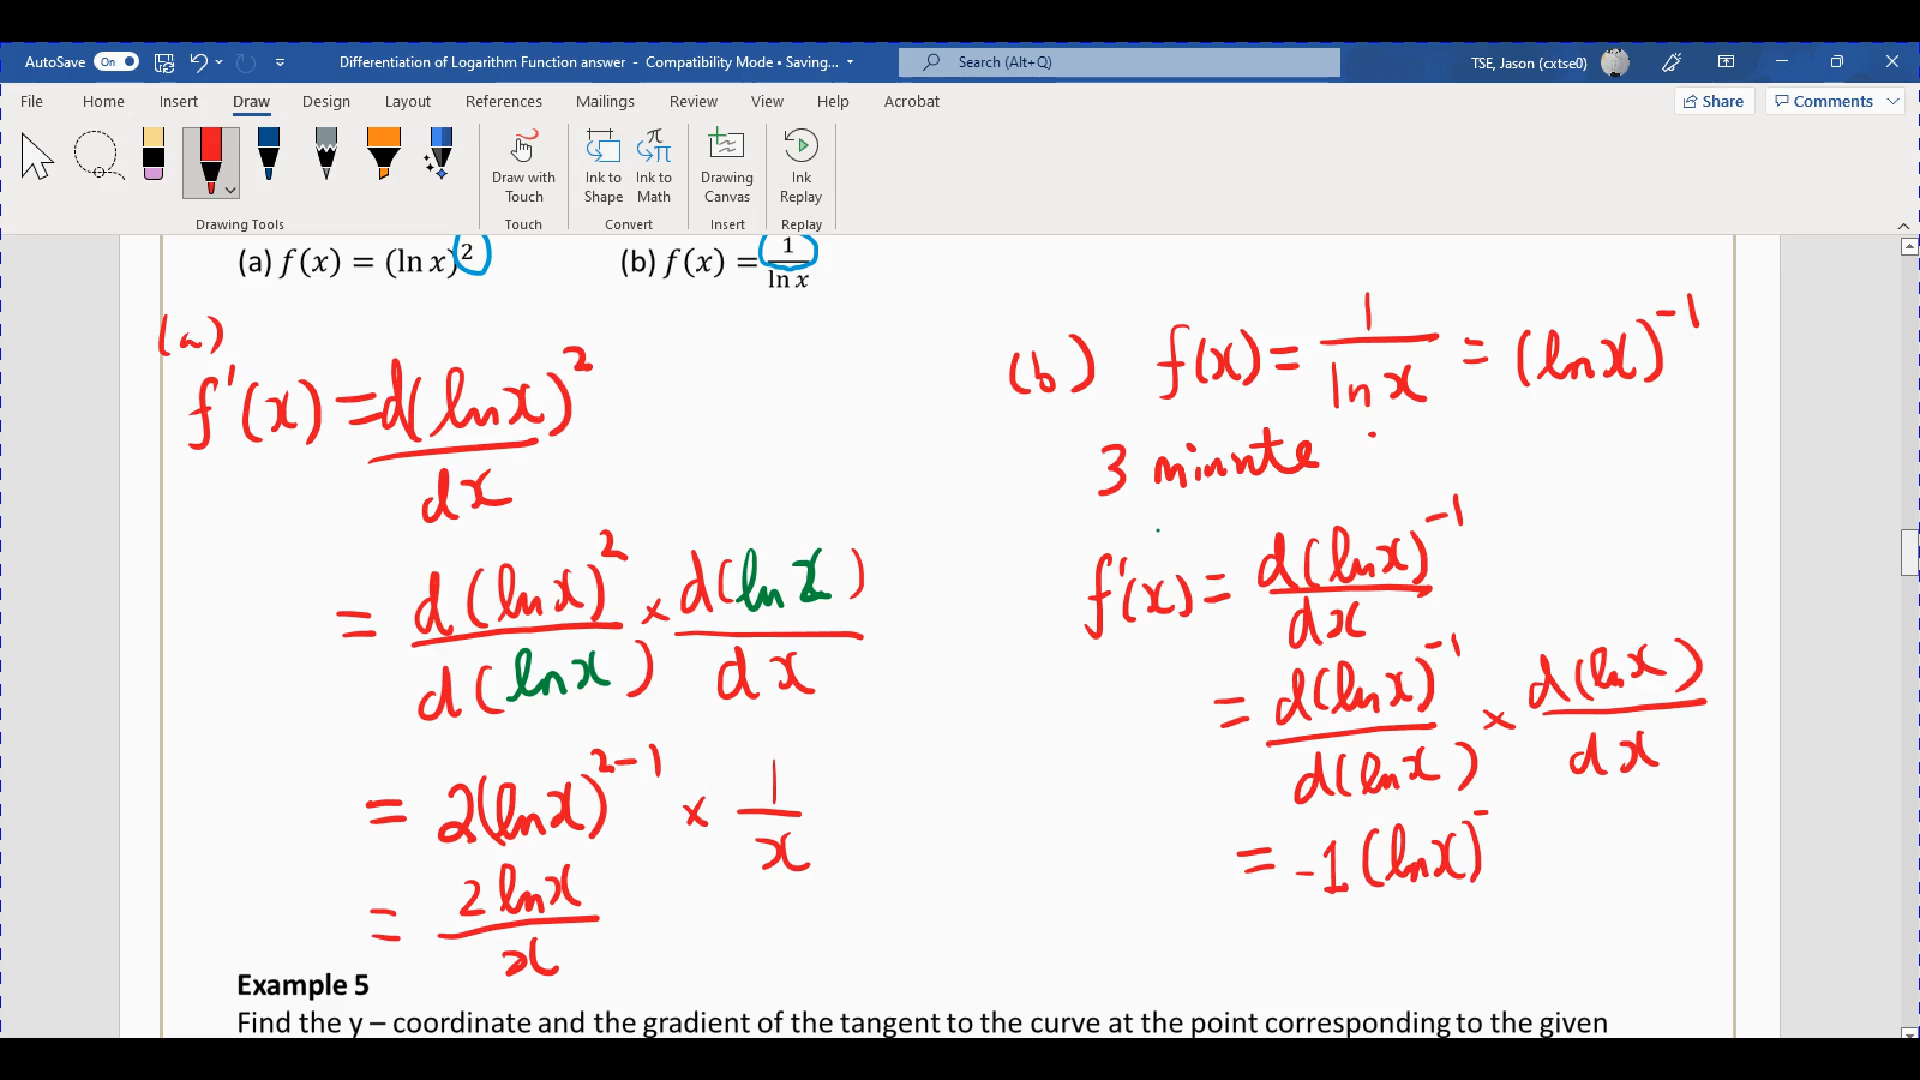 AutoSave On Differentiation of Logarithm Function answer - Compatibility Mode • Saving... Search (Alt+Q) TSE, Jason (cxtse0)
File Home Insert Draw Design Layout References Mailings Review View Help Acrobat Share Comments
Draw with Touch
Ink to Shape
Ink to Math
Drawing Canvas
Ink Replay
Drawing Tools Touch Convert Insert Replay
(a) f(x) = (ln x)^2 (b) f(x) = 1/ln x
(a)
f'(x) = d(ln x)^2/dx
= d(ln x)^2/d(ln x) × d(ln x)/dx
= 2(ln x)^{2-1} × 1/x
= 2 ln x/x
(b) f(x) = 1/ln x = (ln x)^{-1}
3 minute
f'(x) = d(ln x)^{-1}/dx
= d(ln x)^{-1}/d(ln x) × d(ln x)/dx
= -1 (ln x)^-
Example 5
Find the y – coordinate and the gradient of the tangent to the curve at the point corresponding to the given